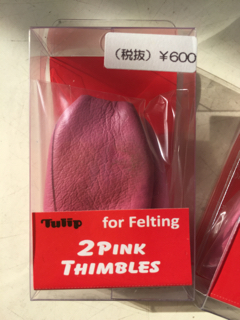 (税抜) ¥600
Tulip for Felting
2 PINK
THIMBLES